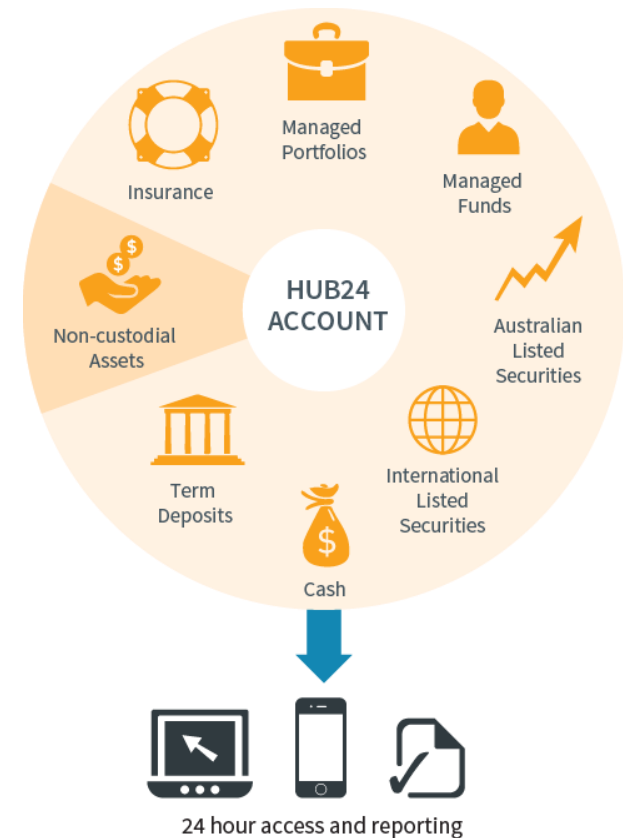 Managed
Portfolios
Insurance
Managed
Funds
HUB24
ACCOUNT
Non-custodial
Assets
Australian
Listed
Securities
Term
Deposits
International
Listed
Securities
$
$
$
Cash
24 hour access and reporting